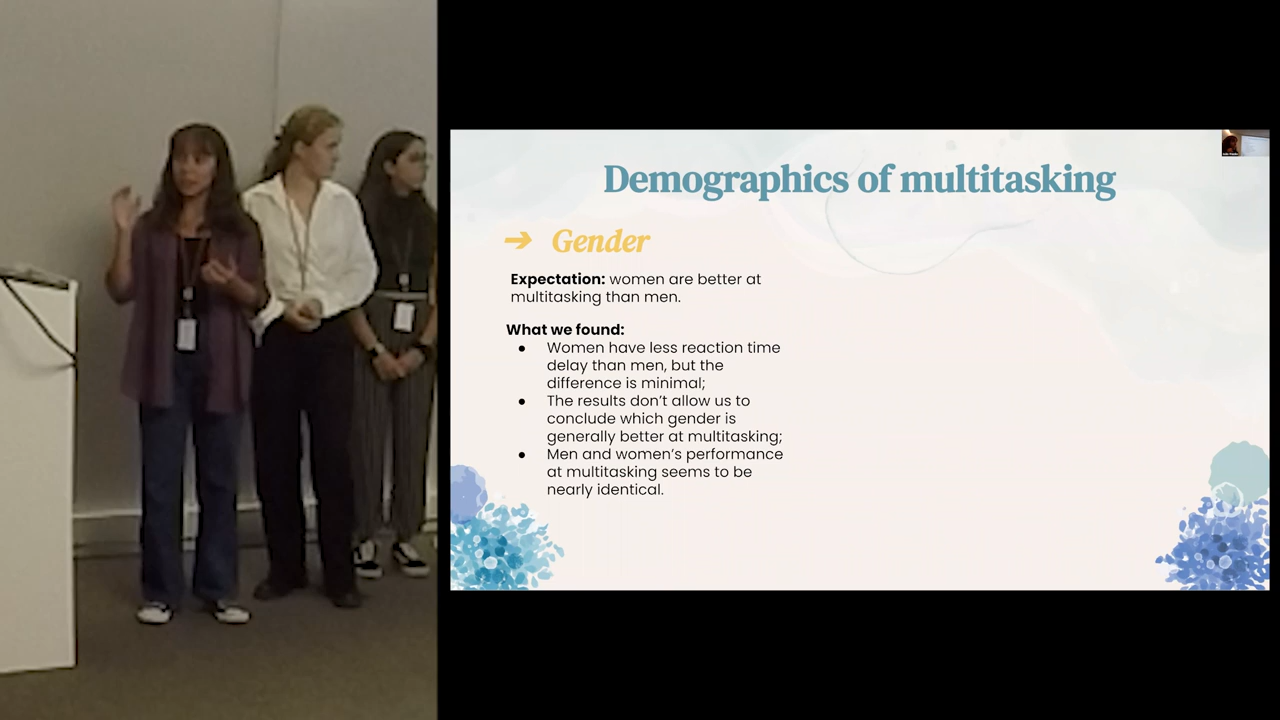 Demographics of multitasking
➔ Gender
Expectation: women are better at
multitasking than men.
What we found:
● Women have less reaction time
delay than men, but the
difference is minimal;
● The results don't allow us to
conclude which gender is
generally better at multitasking;
● Men and women's performance
at multitasking seems to be
nearly identical.